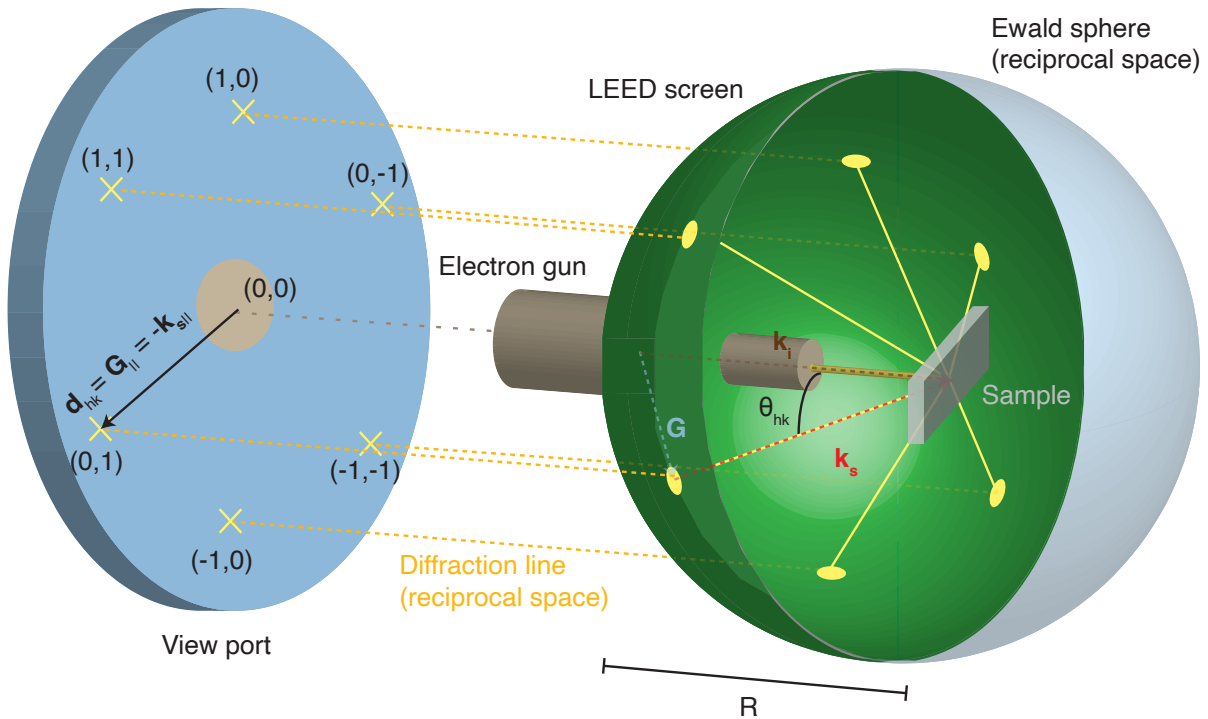 Ewald sphere
(reciprocal space)
LEED screen
(1,0)
(1,1)
(0,-1)
Electron gun
(0,0)
k_i
d_hk = G_|| = -k_s||
Sample
θ_hk
G
(0,1)
(-1,-1)
k_s
(-1,0)
Diffraction line
(reciprocal space)
View port
R